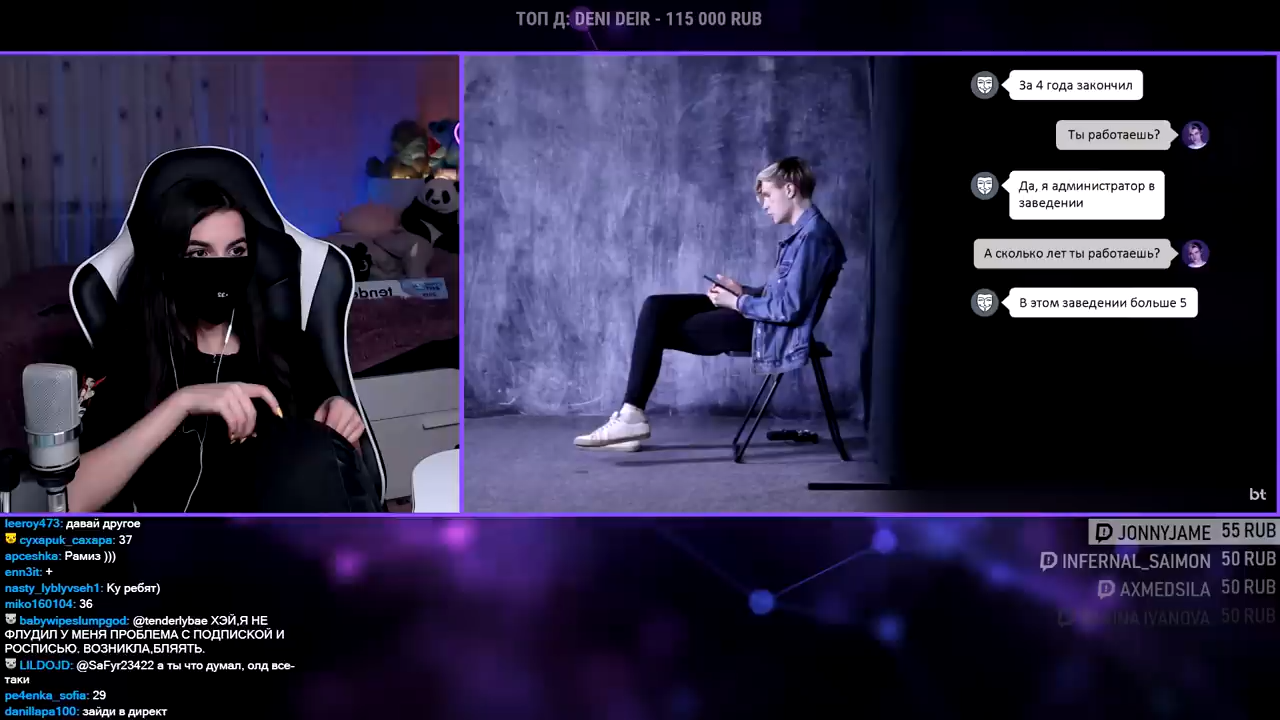 ТОП Д: DENI DEIR - 115 000 RUB
За 4 года закончил
Ты работаешь?
Да, я администратор в
заведении
А сколько лет ты работаешь?
В этом заведении больше 5
bt
leeroy473: давай другое
cyxapuk_caxapa: 37
apceshka: Рамиз )))
enn3it: +
nasty_lyblyvseh1: Ку ребят)
miko160104: 36
babywipeslumpgod: @tenderlybae ХЭЙ,Я НЕ
ФЛУДИЛ У МЕНЯ ПРОБЛЕМА С ПОДПИСКОЙ И
РОСПИСЬЮ. ВОЗНИКЛА,БЛЯЯТЬ.
LILDOJD: @SaFyr23422 а ты что думал, олд все-
таки
pe4enka_sofia: 29
danillapa100: зайди в директ
JONNYJAME 55 RUB
INFERNAL_SAIMON 50 RUB
AXMEDSILA 50 RUB
IVANOVA 50 RUB